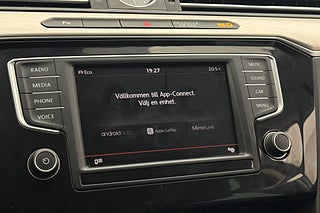 RADIO
MEDIA
PHONE
VOICE
Eco 19:27 20.5°C
Välkommen till App-Connect.
Välj en enhet.
androidauto Apple CarPlay MirrorLink
MUTE
SOUND
CAR
MENU